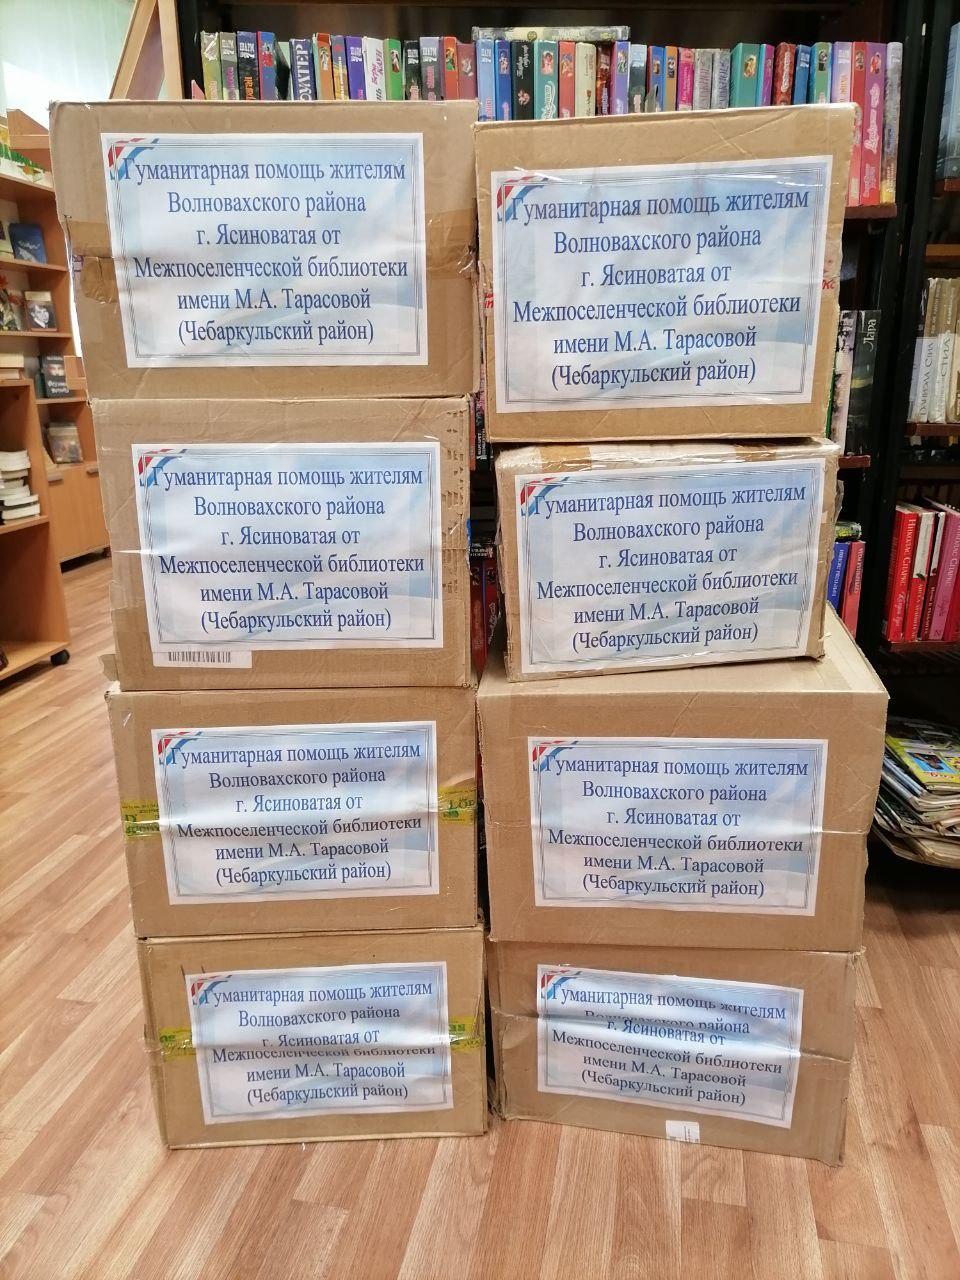 Гуманитарная помощь жителям
Волновахского района
г. Ясиноватая от
Межпоселенческой библиотеки
имени М.А. Тарасовой
(Чебаркульский район)
Гуманитарная помощь жителям
Волновахского района
г. Ясиноватая от
Межпоселенческой библиотеки
имени М.А. Тарасовой
(Чебаркульский район)
Гуманитарная помощь жителям
Волновахского района
г. Ясиноватая от
Межпоселенческой библиотеки
имени М.А. Тарасовой
(Чебаркульский район)
Гуманитарная помощь жителям
Волновахского района
г. Ясиноватая от
Межпоселенческой библиотеки
имени М.А. Тарасовой
(Чебаркульский район)
Гуманитарная помощь жителям
Волновахского района
г. Ясиноватая от
Межпоселенческой библиотеки
имени М.А. Тарасовой
(Чебаркульский район)
Гуманитарная помощь жителям
Волновахского района
г. Ясиноватая от
Межпоселенческой библиотеки
имени М.А. Тарасовой
(Чебаркульский район)
Гуманитарная помощь жителям
Волновахского района
г. Ясиноватая от
Межпоселенческой библиотеки
имени М.А. Тарасовой
(Чебаркульский район)
Гуманитарная помощь жителям
Волновахского района
г. Ясиноватая от
Межпоселенческой библиотеки
имени М.А. Тарасовой
(Чебаркульский район)
Лара